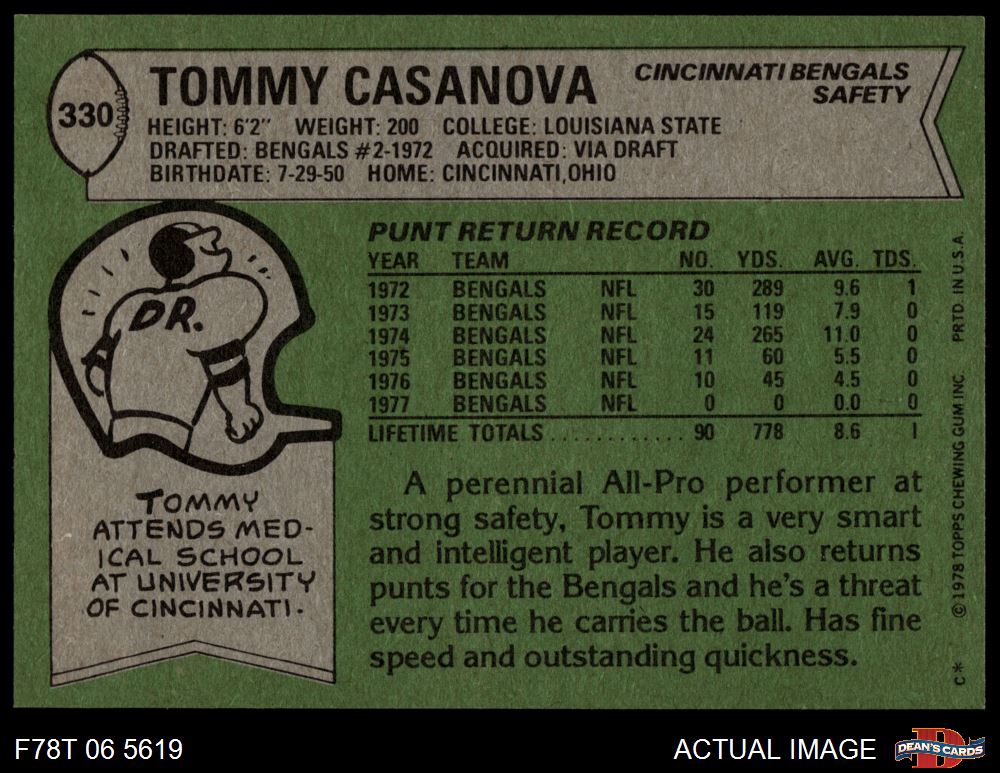 330
TOMMY CASANOVA
CINCINNATI BENGALS
SAFETY
HEIGHT: 6'2" WEIGHT: 200 COLLEGE: LOUISIANA STATE
DRAFTED: BENGALS #2-1972 ACQUIRED: VIA DRAFT
BIRTHDATE: 7-29-50 HOME: CINCINNATI, OHIO
DR.
TOMMY
ATTENDS MED-
ICAL SCHOOL
AT UNIVERSITY
OF CINCINNATI.
PUNT RETURN RECORD
YEAR TEAM NO. YDS. AVG. TDS.
1972 BENGALS NFL 30 289 9.6 1
1973 BENGALS NFL 15 119 7.9 0
1974 BENGALS NFL 24 265 11.0 0
1975 BENGALS NFL 11 60 5.5 0
1976 BENGALS NFL 10 45 4.5 0
1977 BENGALS NFL 0 0 0.0 0
LIFETIME TOTALS............ 90 778 8.6 1
A perennial All-Pro performer at
strong safety, Tommy is a very smart
and intelligent player. He also returns
punts for the Bengals and he's a threat
every time he carries the ball. Has fine
speed and outstanding quickness.
C* © 1978 TOPPS CHEWING GUM INC. PRTD. IN U.S.A.
F78T 06 5619
ACTUAL IMAGE
D
DEAN'S CARDS